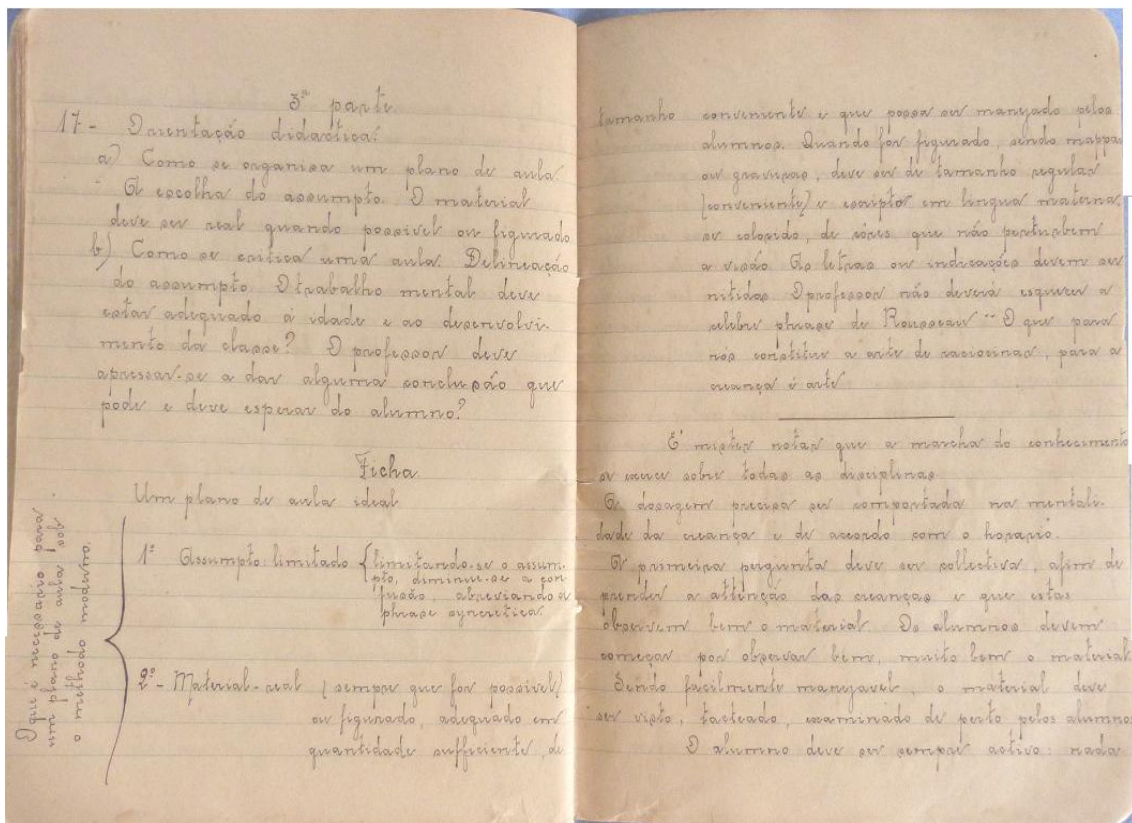 3ª parte
17- Orientação didactica:
a) Como se organisa um plano de aula.
A escolha do assumpto. O material
deve ser real quando possivel ou figurado
b) Como se critica uma aula. Delineação
do assumpto. O trabalho mental deve
estar adequado a idade e ao desenvolvi-
mento da classe? O professor deve
apressar-se a dar alguma conclusão que
pode e deve esperar do alumno?
Ficha
Um plano de aula ideal
O que é necessario para
um plano de aula pelo
o methodo moderno.
1º Assumpto limitado { limitando-se o assum-
pto, diminue-se a con-
fusão, abreviando a
phrase syncretica
2º- Material-real (sempre que for possivel)
ou figurado, adequado em
quantidade sufficiente, de
tamanho conveniente e que possa ser manejado pelos
alumnos. Quando for figurado, sendo mappas
ou gravuras, deve ser de tamanho regular
(conveniente) e escriptos em lingua materna,
se colorido, de côres que não perturbem
a visão. As letras ou indicações devem ser
nitidas. O professor não deverá esquecer a
celebre phrase de Rousseau "O que para
nós constitue a arte de raciocinar, para a
creança é arte
É mister notar que a marcha do conhecimento
se exerce sobre todas as disciplinas.
A dosagem precisa ser comportada na mentali-
dade da creança e de accordo com o horario.
A primeira pergunta deve ser collectiva, afim de
prender a attenção das creanças e que estas
observem bem o material. Os alumnos devem
começar por observar bem, muito bem o material
Sendo facilmente manejavel, o material deve
ser visto, tacteado, examinado de perto pelos alumnos
O alumno deve ser sempre activo: nada